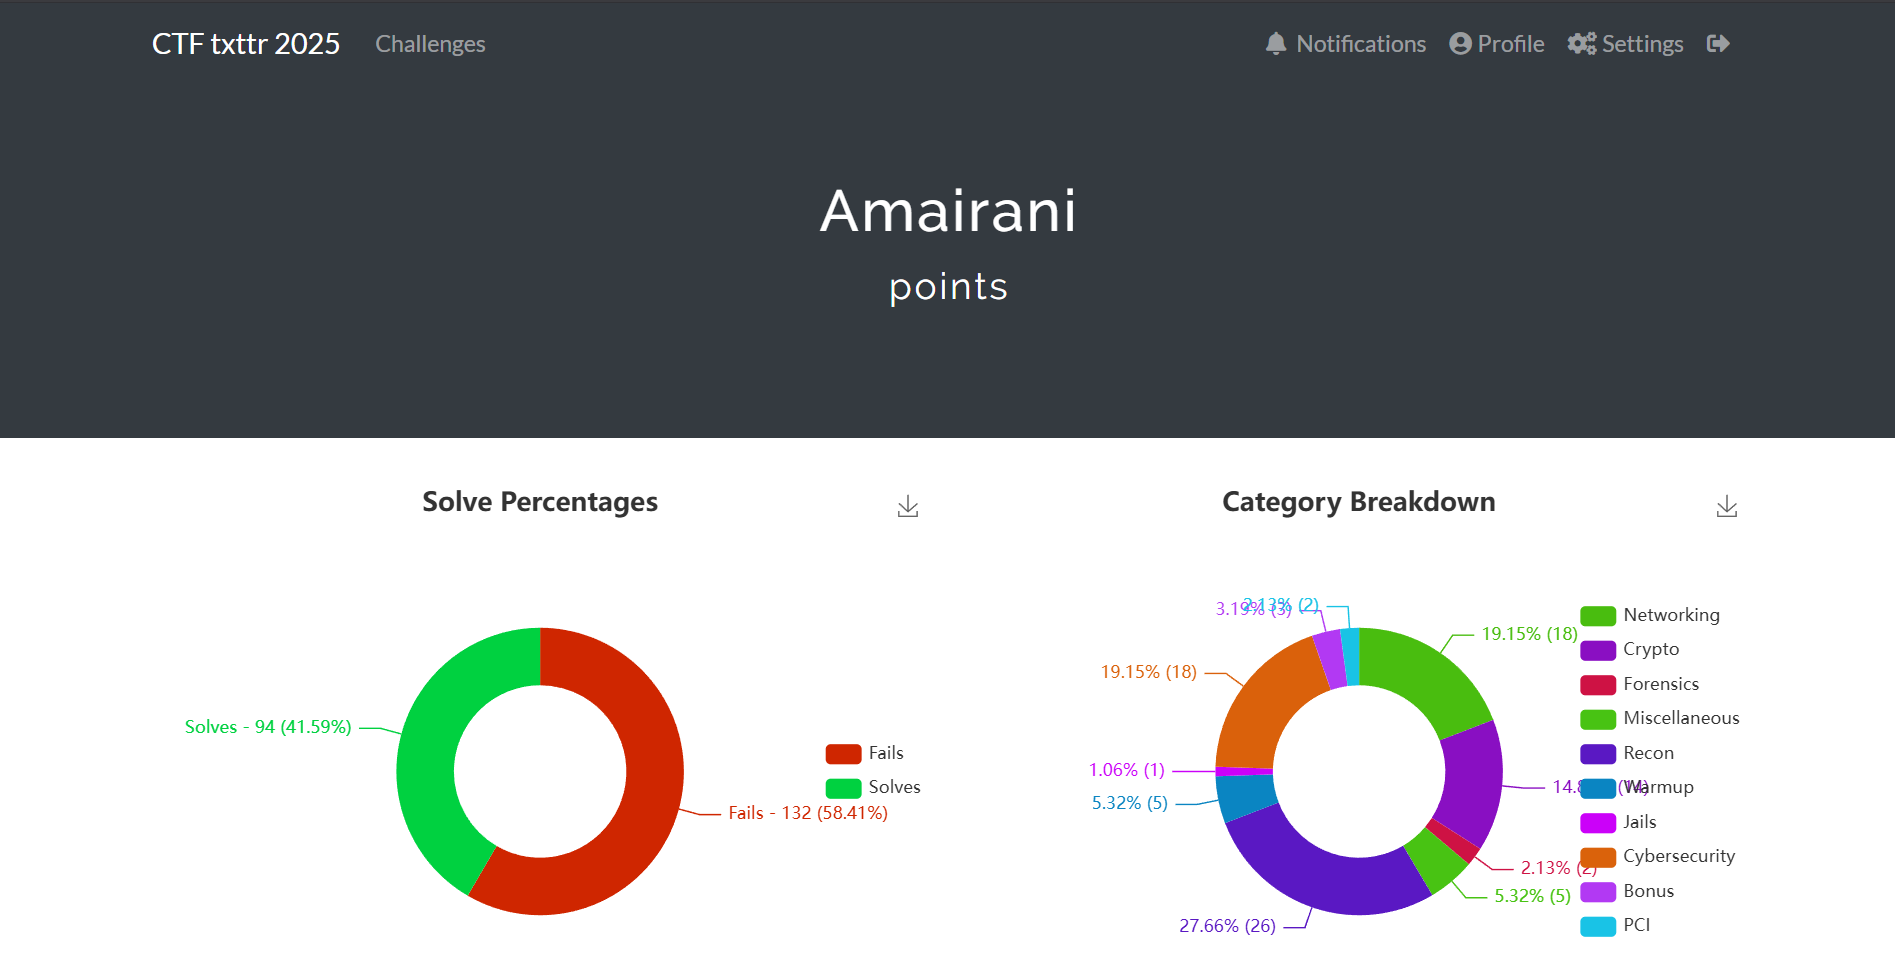 CTF txttr 2025 Challenges Notifications Profile Settings
Amairani
points
Solve Percentages
Solves - 94 (41.59%)
Fails - 132 (58.41%)
Fails
Solves
Category Breakdown
3.19% (3)
2.13% (2)
19.15% (18)
19.15% (18)
1.06% (1)
5.32% (5)
27.66% (26)
5.32% (5)
2.13% (2)
Networking
Crypto
Forensics
Miscellaneous
Recon
Warmup
Jails
Cybersecurity
Bonus
PCI